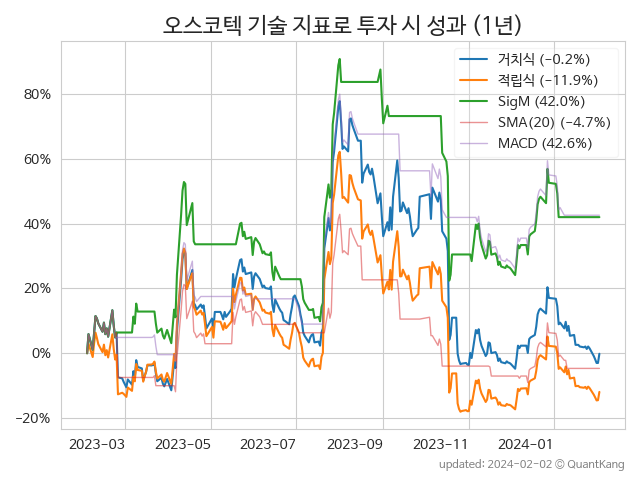 오스코텍 기술 지표로 투자 시 성과 (1년)
거치식 (−0.2%)
적립식 (−11.9%)
SigM (42.0%)
SMA(20) (−4.7%)
MACD (42.6%)
80%
60%
40%
20%
0%
−20%
2023-03 2023-05 2023-07 2023-09 2023-11 2024-01
updated: 2024-02-02 © QuantKang